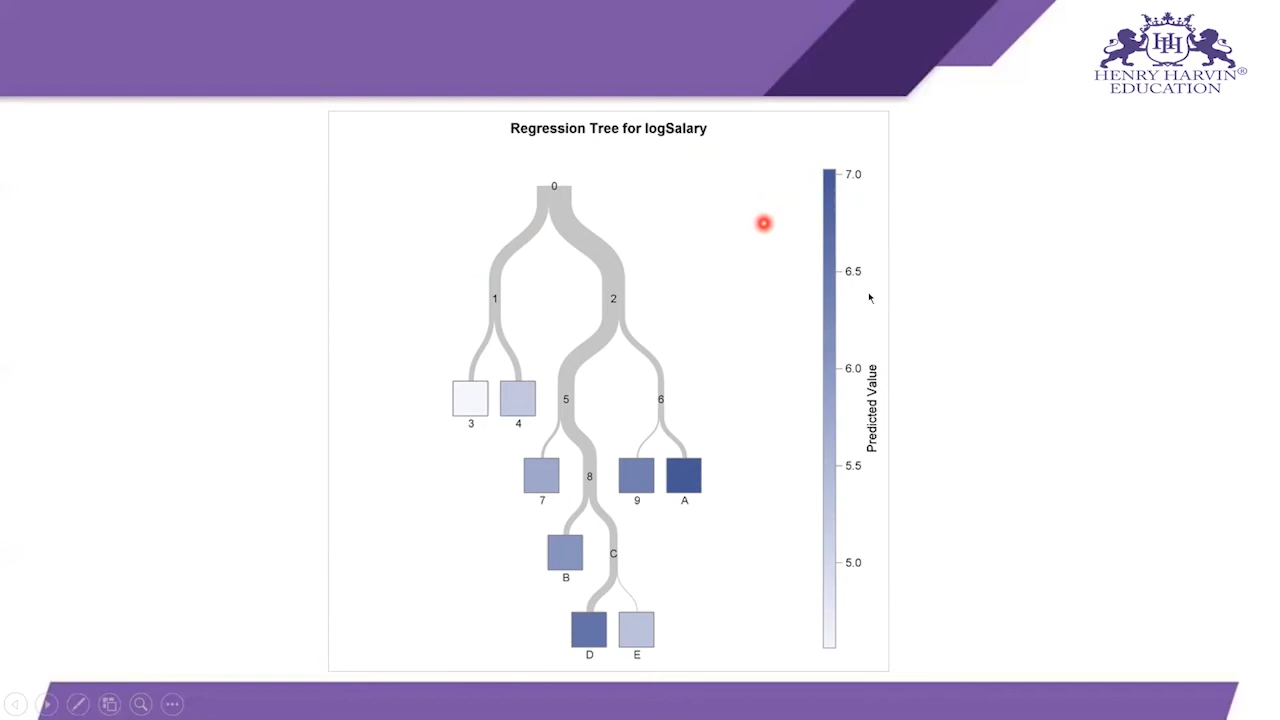 HENRY HARVIN®
EDUCATION
Regression Tree for logSalary
0
7.0
6.5
1
2
6.0
Predicted Value
5
6
3
4
5.5
8
7
9
A
C
5.0
B
D
E